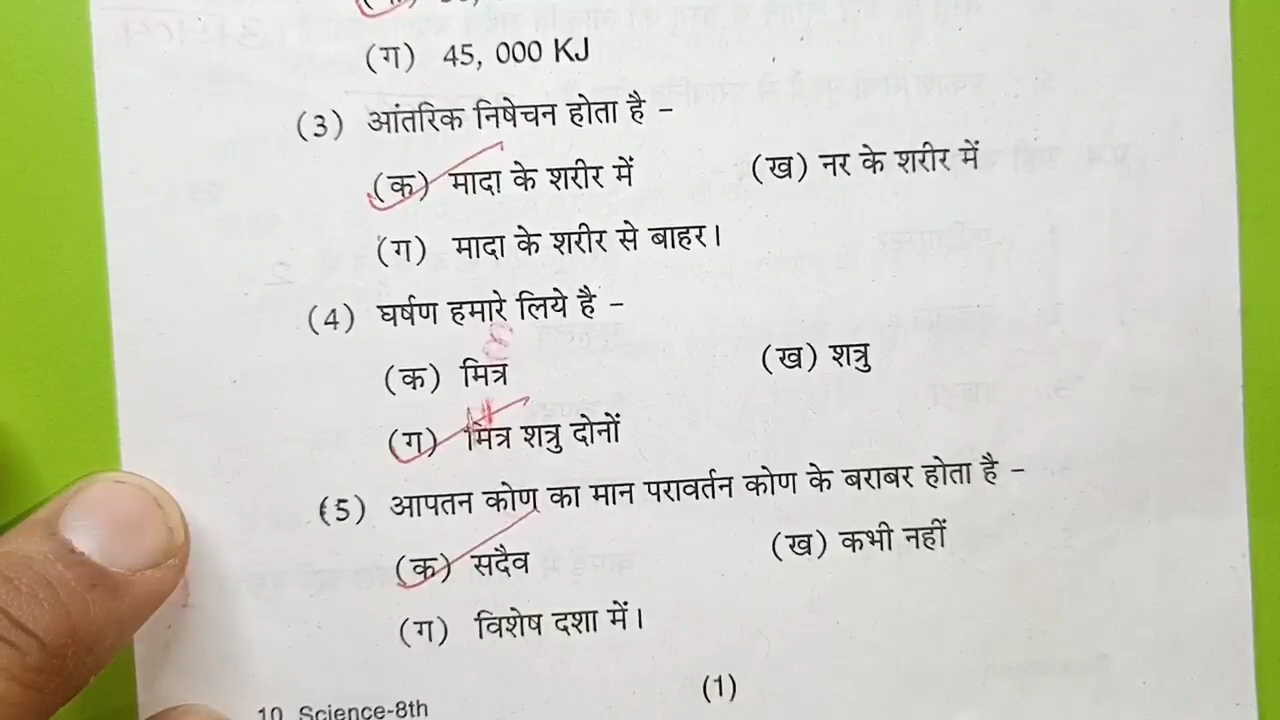 (ग) 45, 000 KJ
(3) आंतरिक निषेचन होता है –
(क) मादा के शरीर में (ख) नर के शरीर में
(ग) मादा के शरीर से बाहर।
(4) घर्षण हमारे लिये है –
(क) मित्र (ख) शत्रु
(ग) मित्र शत्रु दोनों
(5) आपतन कोण का मान परावर्तन कोण के बराबर होता है –
(क) सदैव (ख) कभी नहीं
(ग) विशेष दशा में।
(1)
10 Science-8th